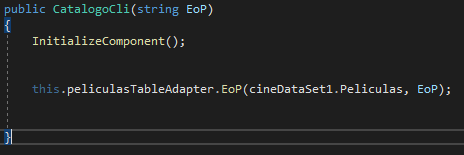 public CatalogoCli(string EoP)
{
InitializeComponent();
this.peliculasTableAdapter.EoP(cineDataSet1.Peliculas, EoP);
}